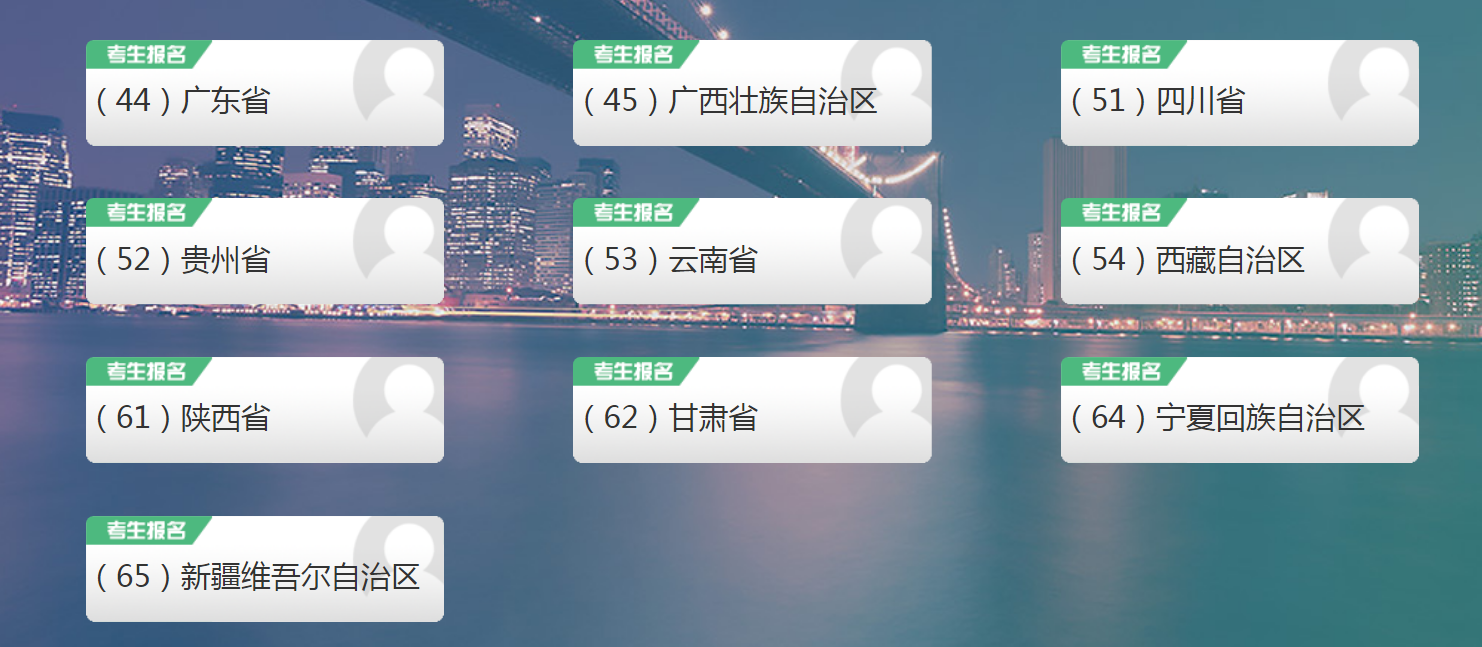 考生报名
（44）广东省
考生报名
（45）广西壮族自治区
考生报名
（51）四川省
考生报名
（52）贵州省
考生报名
（53）云南省
考生报名
（54）西藏自治区
考生报名
（61）陕西省
考生报名
（62）甘肃省
考生报名
（64）宁夏回族自治区
考生报名
（65）新疆维吾尔自治区